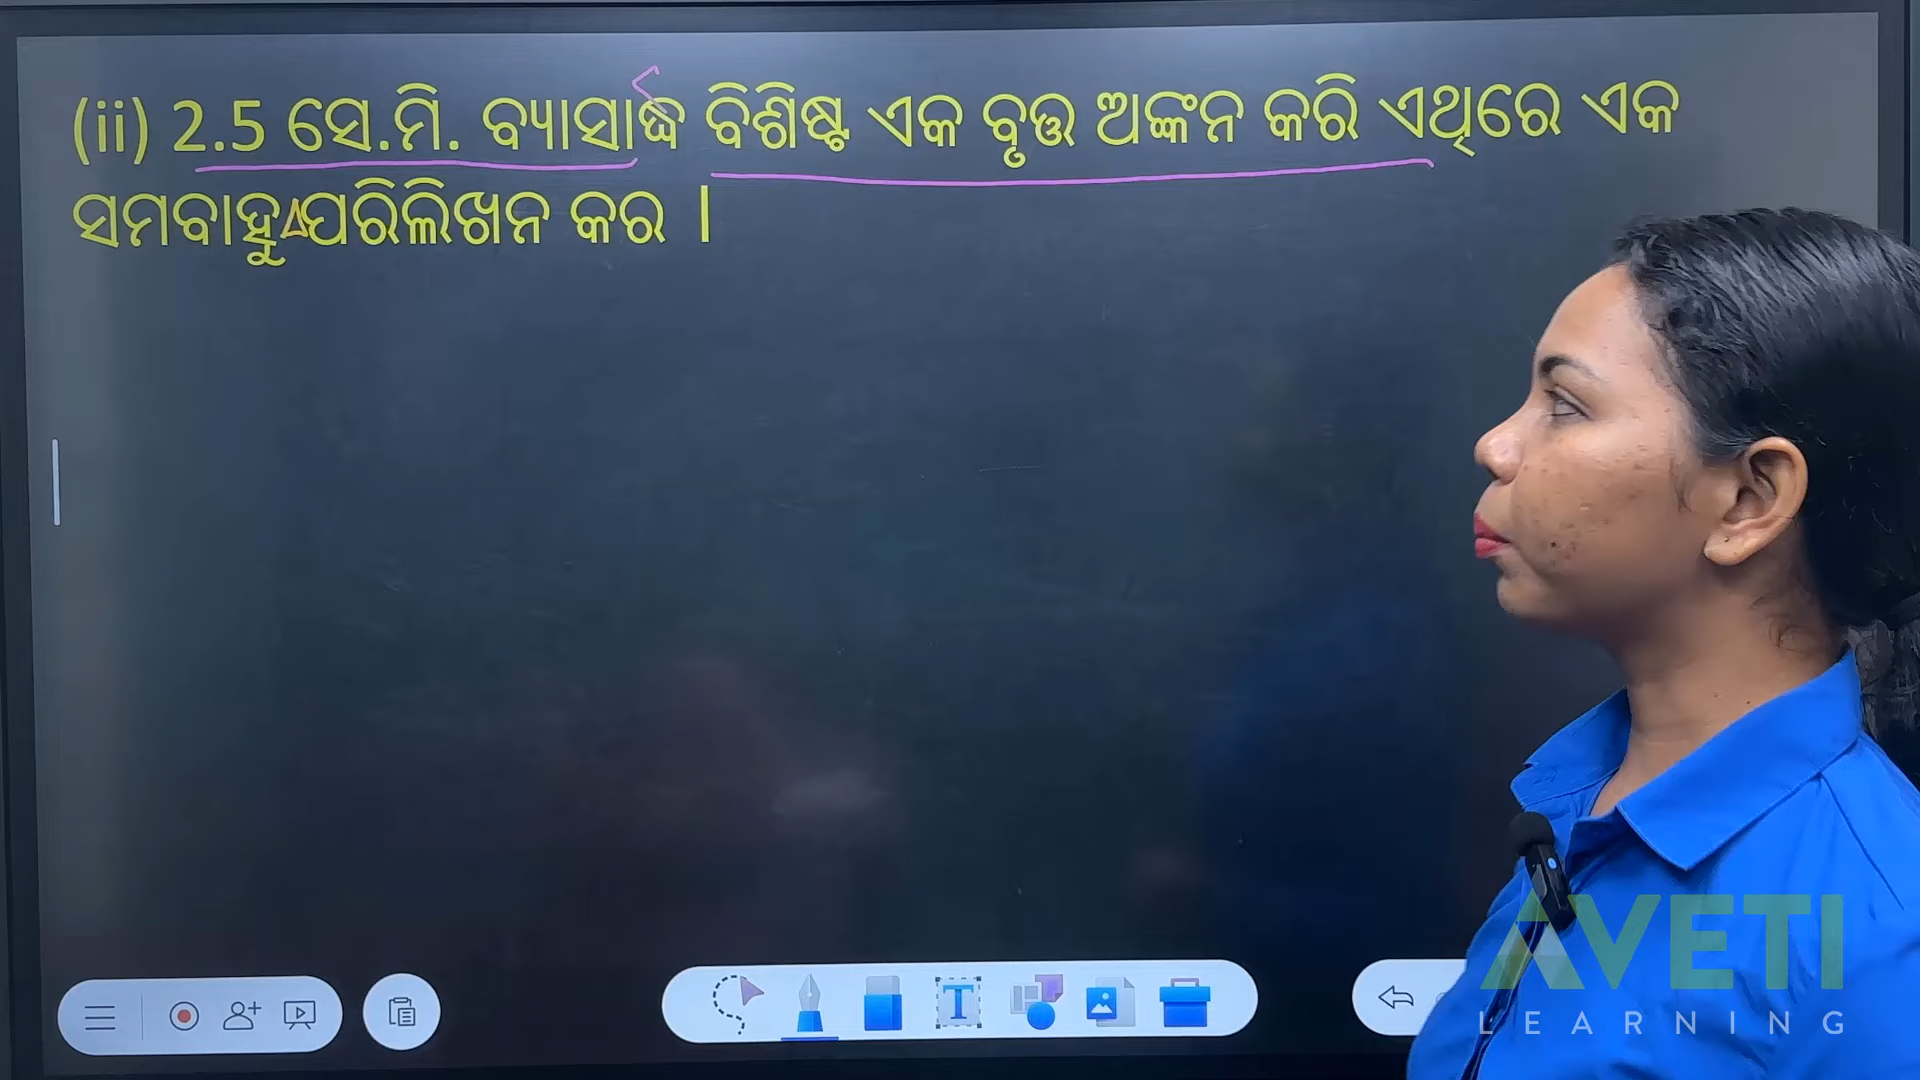 (ii) 2.5 ସେ.ମି. ବ୍ୟାସାର୍ଦ୍ଧ ବିଶିଷ୍ଟ ଏକ ବୃତ୍ତ ଅଙ୍କନ କରି ଏଥିରେ ଏକ
ସମବାହୁ Δ ପରିଲିଖନ କର ।
AVETI
LEARNING